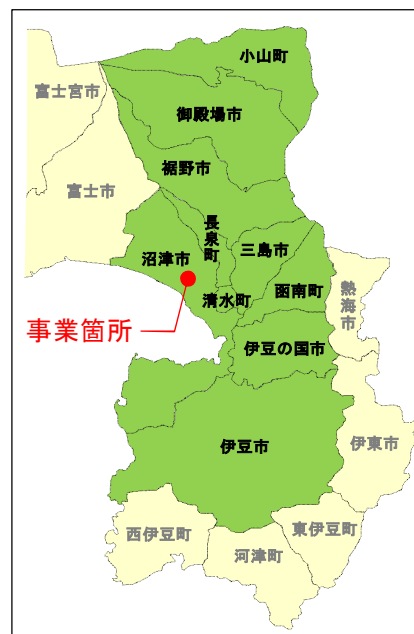 小山町
富士宮市
御殿場市
裾野市
富士市
長泉町
沼津市
三島市
函南町
熱海市
清水町
事業箇所
伊豆の国市
伊豆市
伊東市
西伊豆町
東伊豆町
河津町